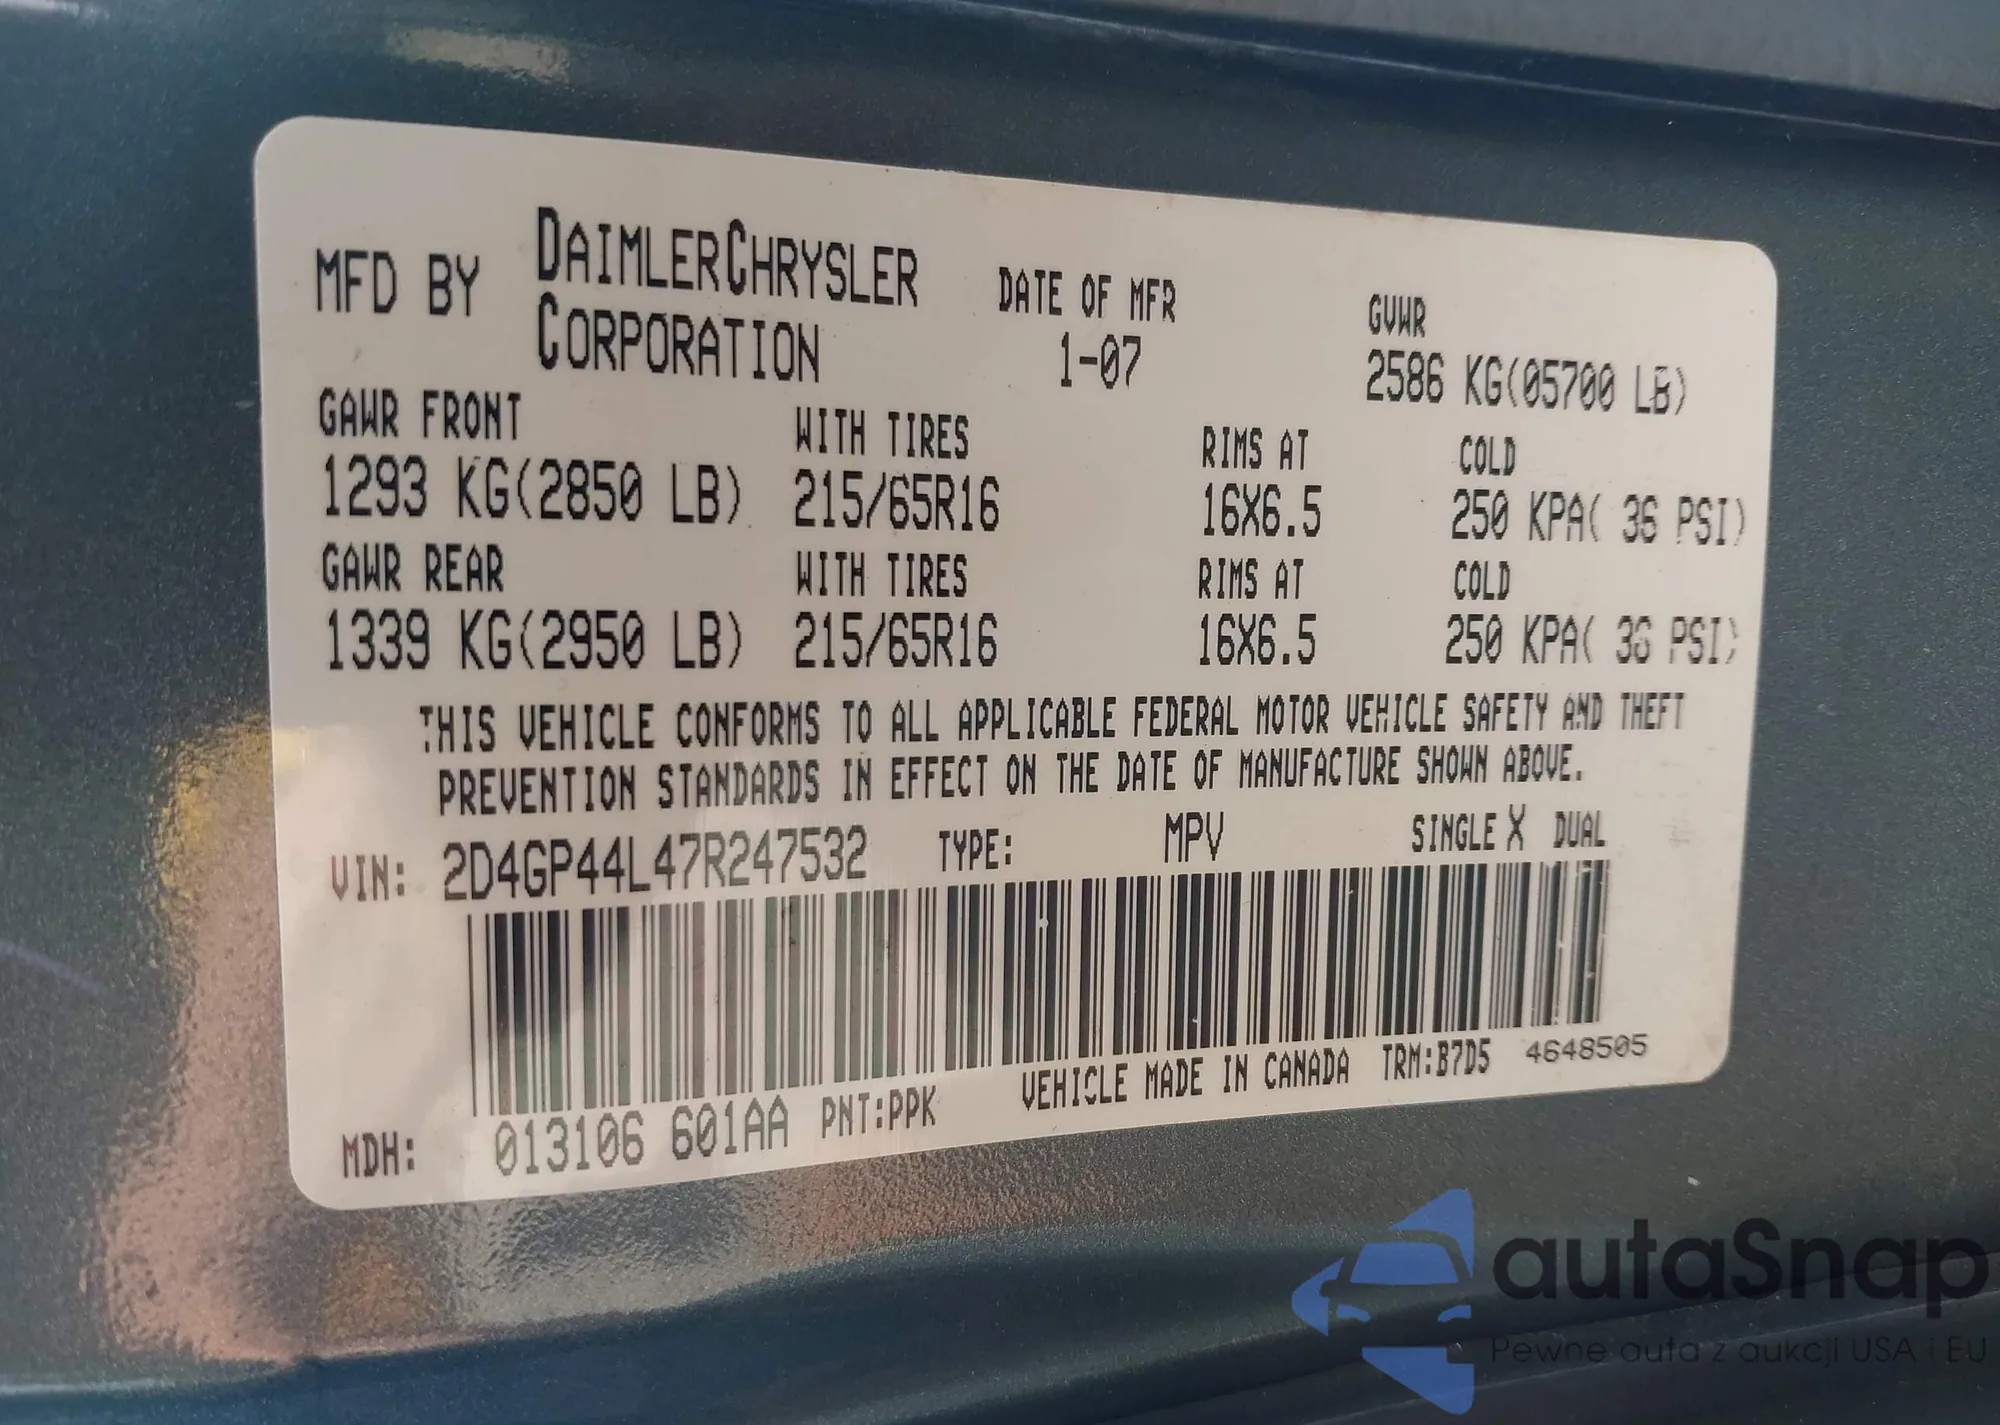 MFD BY DAIMLERCHRYSLER CORPORATION DATE OF MFR 1-07 GVWR 2586 KG(05700 LB)
GAWR FRONT WITH TIRES RIMS AT COLD
1293 KG(2850 LB) 215/65R16 16X6.5 250 KPA( 36 PSI)
GAWR REAR WITH TIRES RIMS AT COLD
1339 KG(2950 LB) 215/65R16 16X6.5 250 KPA( 36 PSI)
THIS VEHICLE CONFORMS TO ALL APPLICABLE FEDERAL MOTOR VEHICLE SAFETY AND THEFT
PREVENTION STANDARDS IN EFFECT ON THE DATE OF MANUFACTURE SHOWN ABOVE.
VIN: 2D4GP44L47R247532 TYPE: MPV SINGLE X DUAL
MDH: 013106 601AA PNT:PPK VEHICLE MADE IN CANADA TRM:B7D5 4648505
autaSnap
Pewne auta z aukcji USA i EU